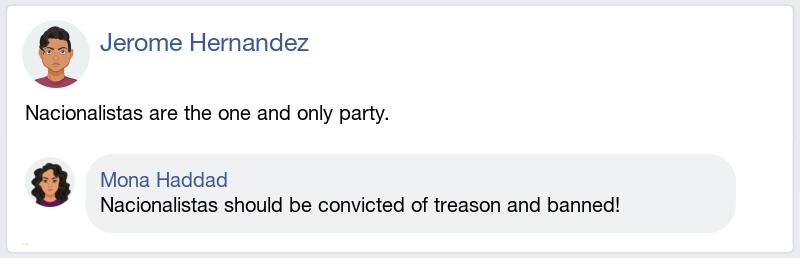 Jerome Hernandez
Nacionalistas are the one and only party.
Mona Haddad
Nacionalistas should be convicted of treason and banned!